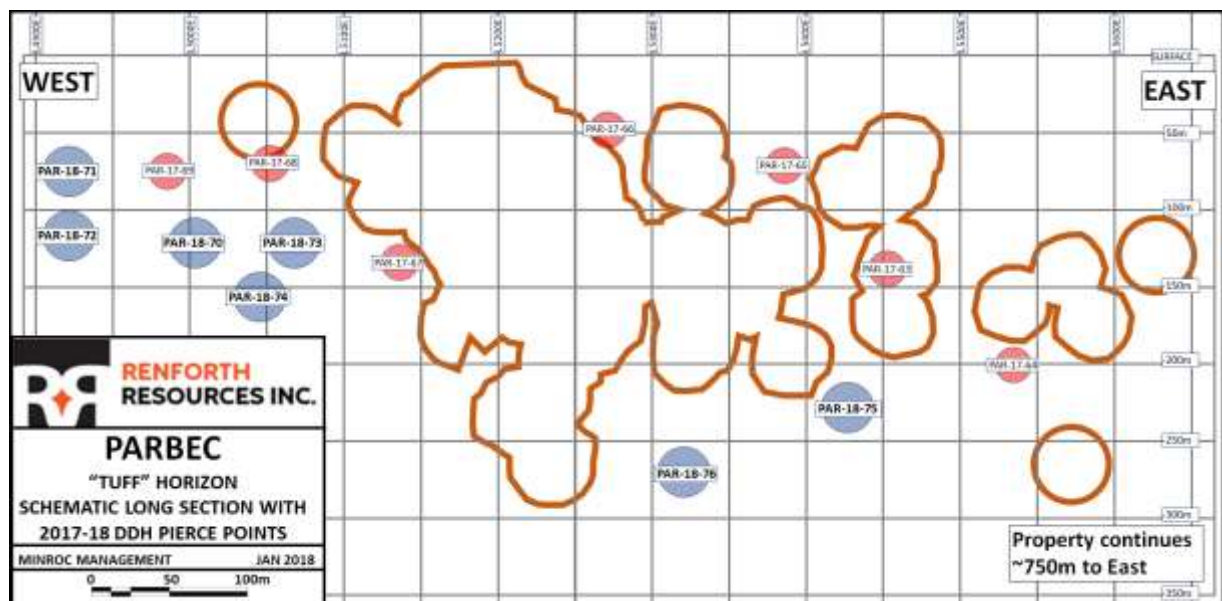 WEST
EAST
SURFACE
50m
100m
150m
200m
250m
300m
350m
PAR-17-66
PAR-18-71
PAR-17-69
PAR-17-68
PAR-17-65
PAR-18-72
PAR-18-70
PAR-18-73
PAR-17-67
PAR-17-63
PAR-18-74
PAR-17-64
PAR-18-75
PAR-18-76
RENFORTH
RESOURCES INC.
PARBEC
"TUFF" HORIZON
SCHEMATIC LONG SECTION WITH
2017-18 DDH PIERCE POINTS
MINROC MANAGEMENT JAN 2018
0 50 100m
Property continues
~750m to East